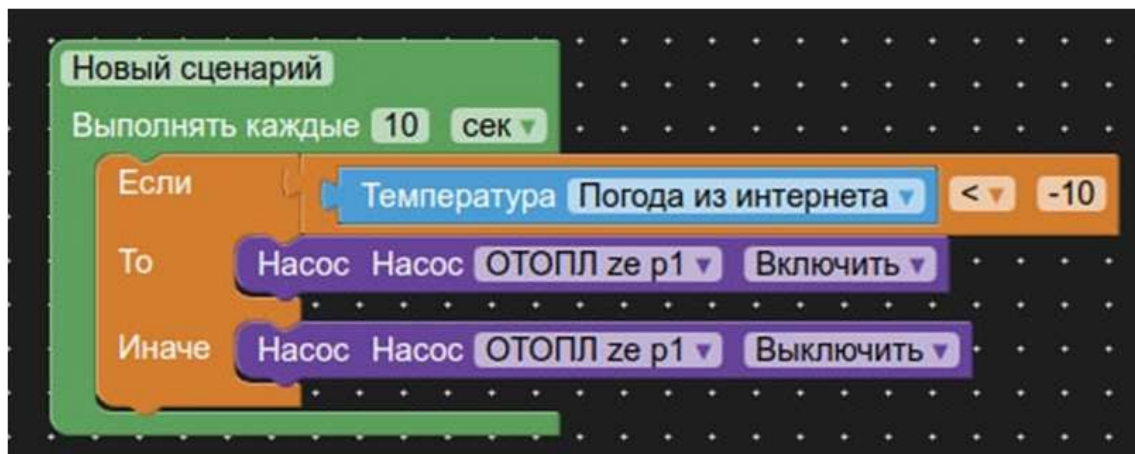 Новый сценарий
Выполнять каждые 10 сек
Если Температура Погода из интернета < -10
То Насос Насос ОТОПЛ ze p1 Включить
Иначе Насос Насос ОТОПЛ ze p1 Выключить